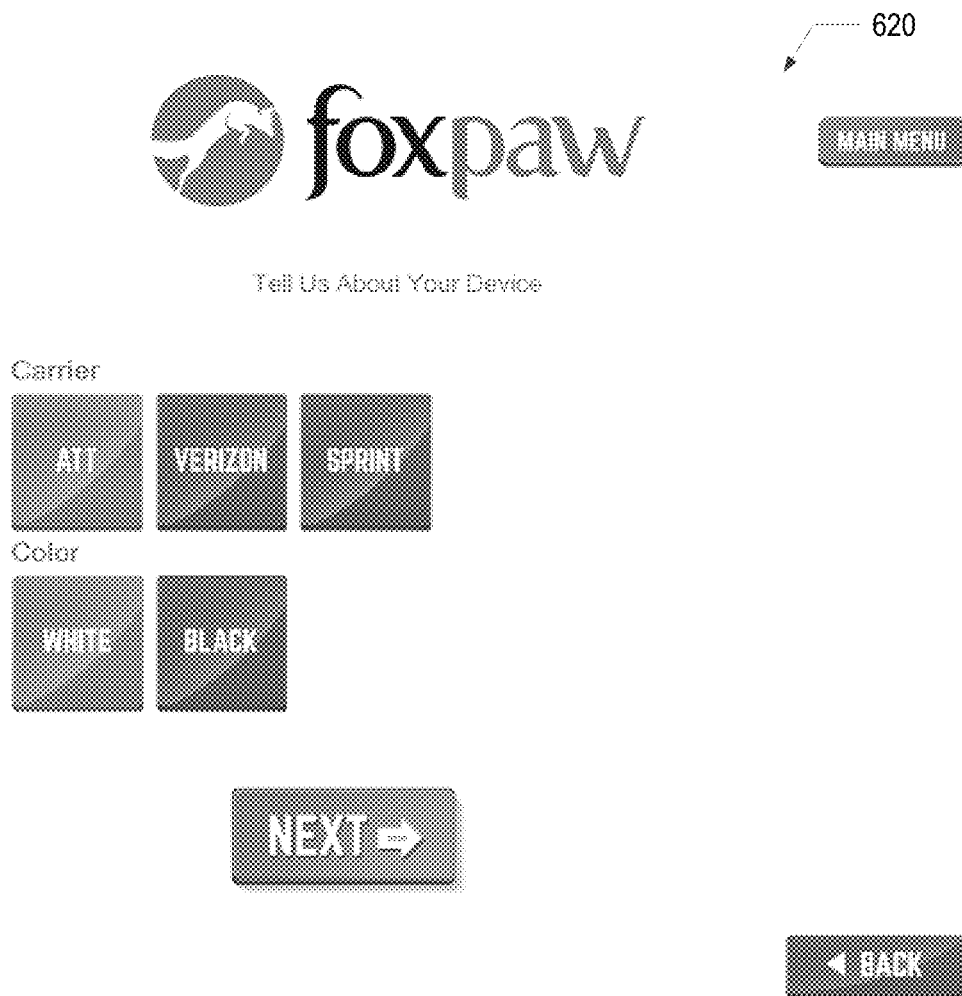 620
foxpaw
MAIN MENU
Tell Us About Your Device
Carrier
ATT VERIZON SPRINT
Color
WHITE BLACK
NEXT
BACK